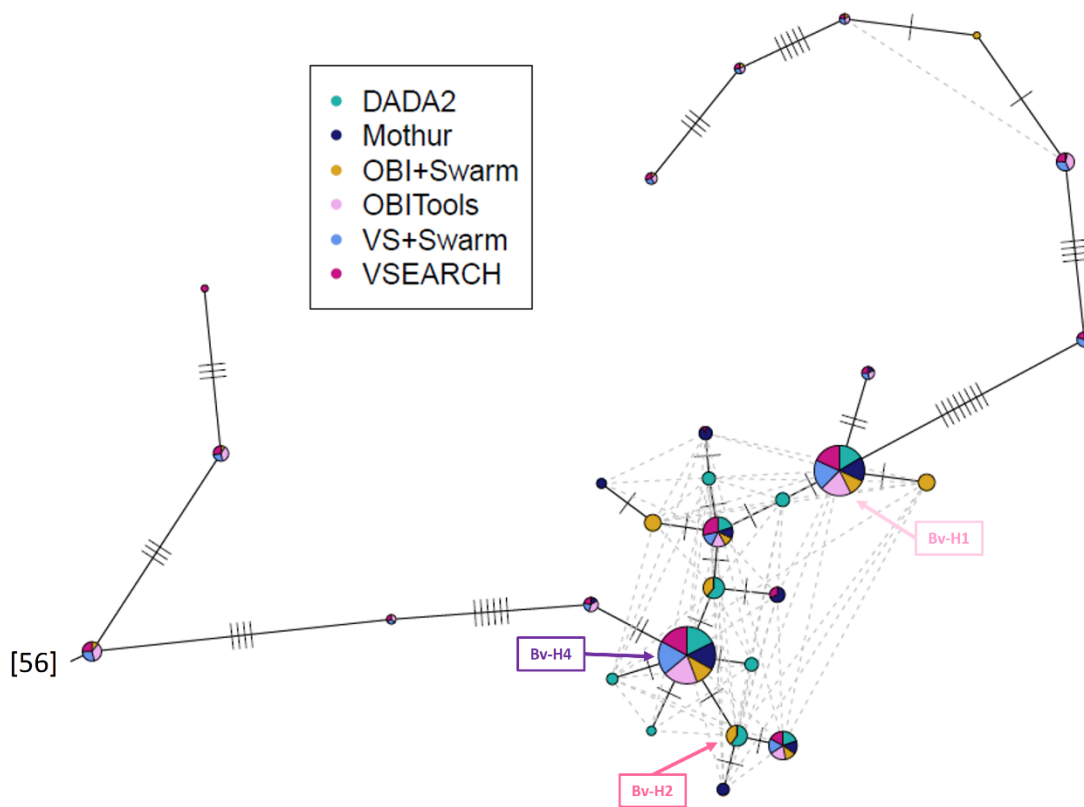 DADA2
Mothur
OBI+Swarm
OBITools
VS+Swarm
VSEARCH
Bv-H1
Bv-H4
[56]
Bv-H2